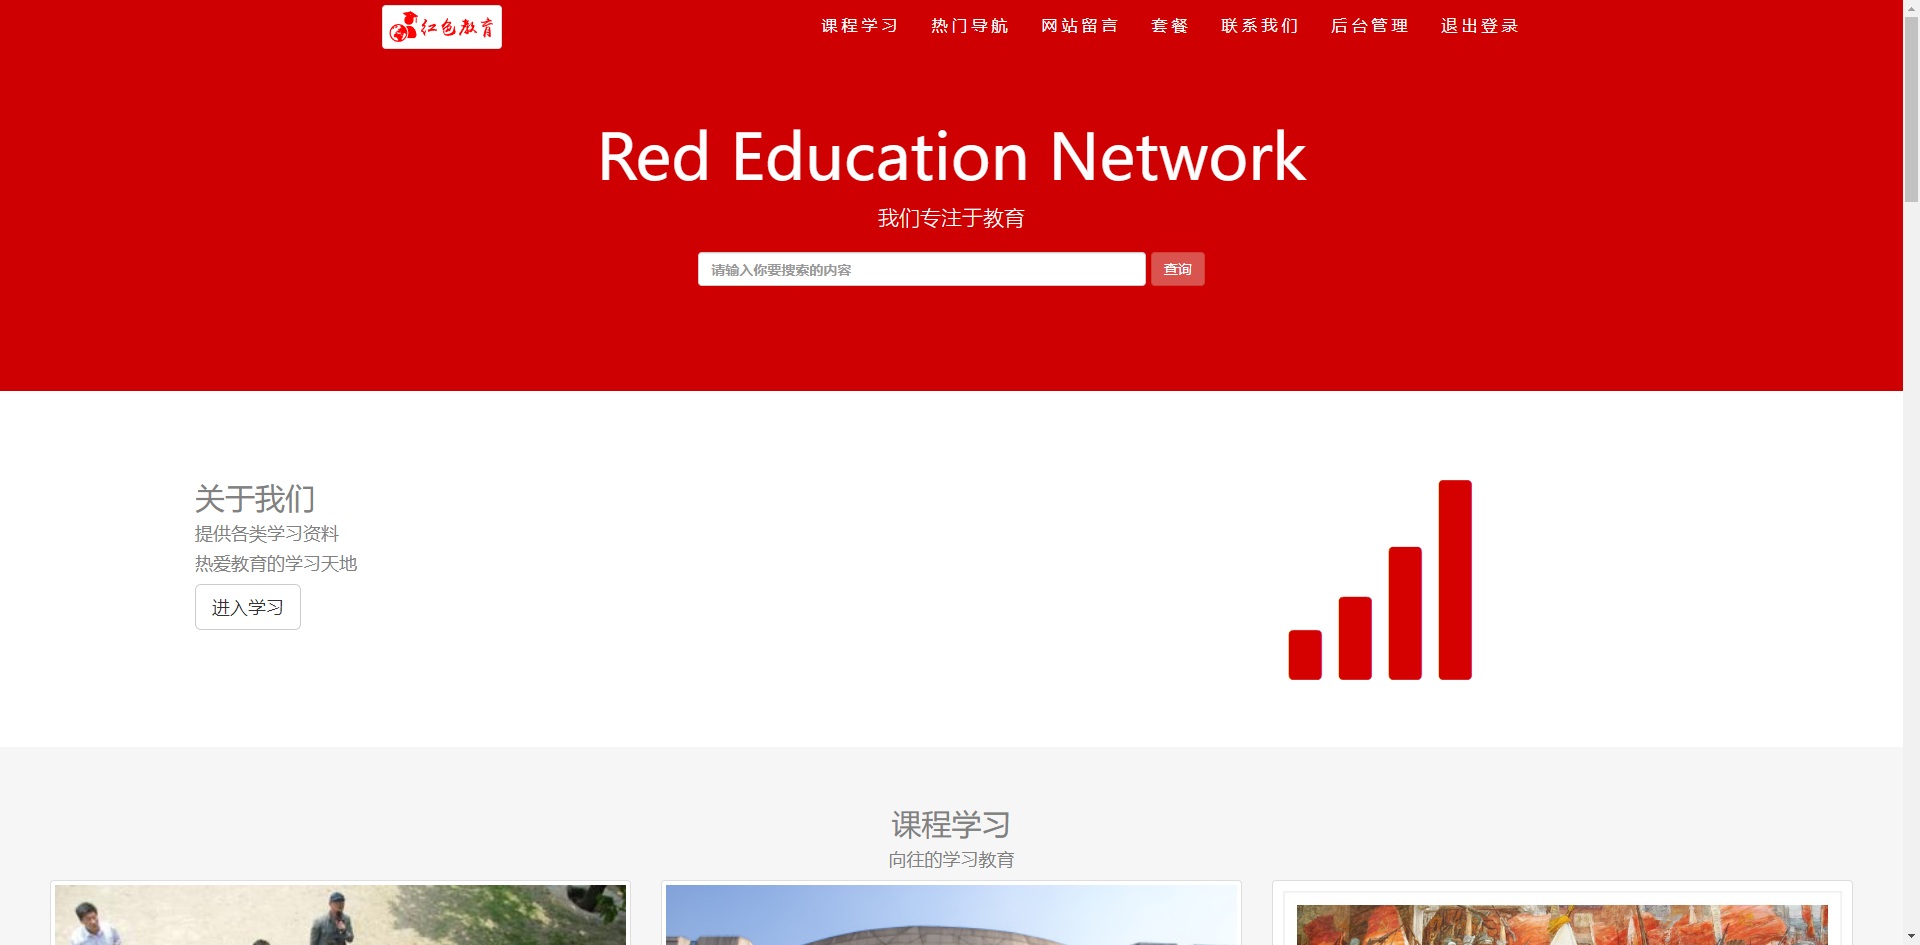 红色教育
课程学习 热门导航 网站留言 套餐 联系我们 后台管理 退出登录
Red Education Network
我们专注于教育
请输入你要搜索的内容 查询
关于我们
提供各类学习资料
热爱教育的学习天地
进入学习
课程学习
向往的学习教育